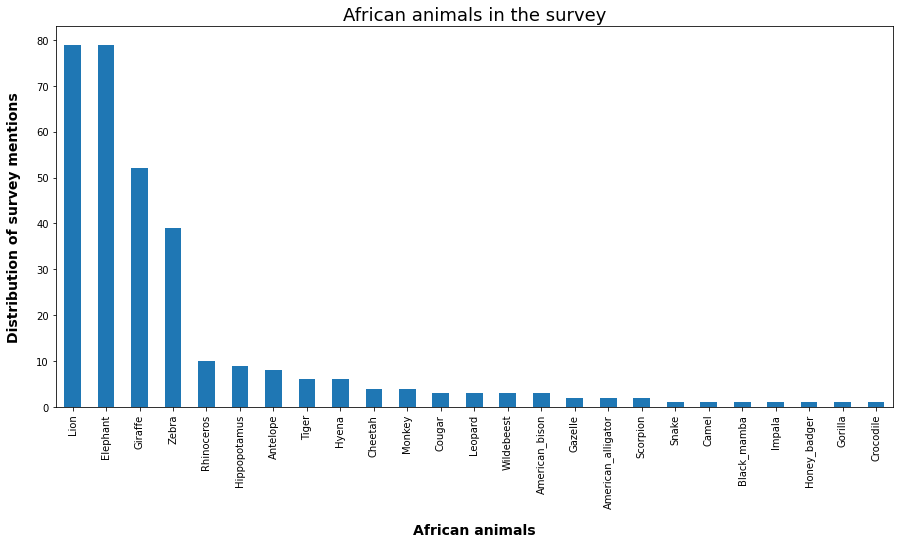 African animals in the survey
Distribution of survey mentions
80
70
60
50
40
30
20
10
0
Lion
Elephant
Giraffe
Zebra
Rhinoceros
Hippopotamus
Antelope
Tiger
Hyena
Cheetah
Monkey
Cougar
Leopard
Wildebeest
American_bison
Gazelle
American_alligator
Scorpion
Snake
Camel
Black_mamba
Impala
Honey_badger
Gorilla
Crocodile
African animals